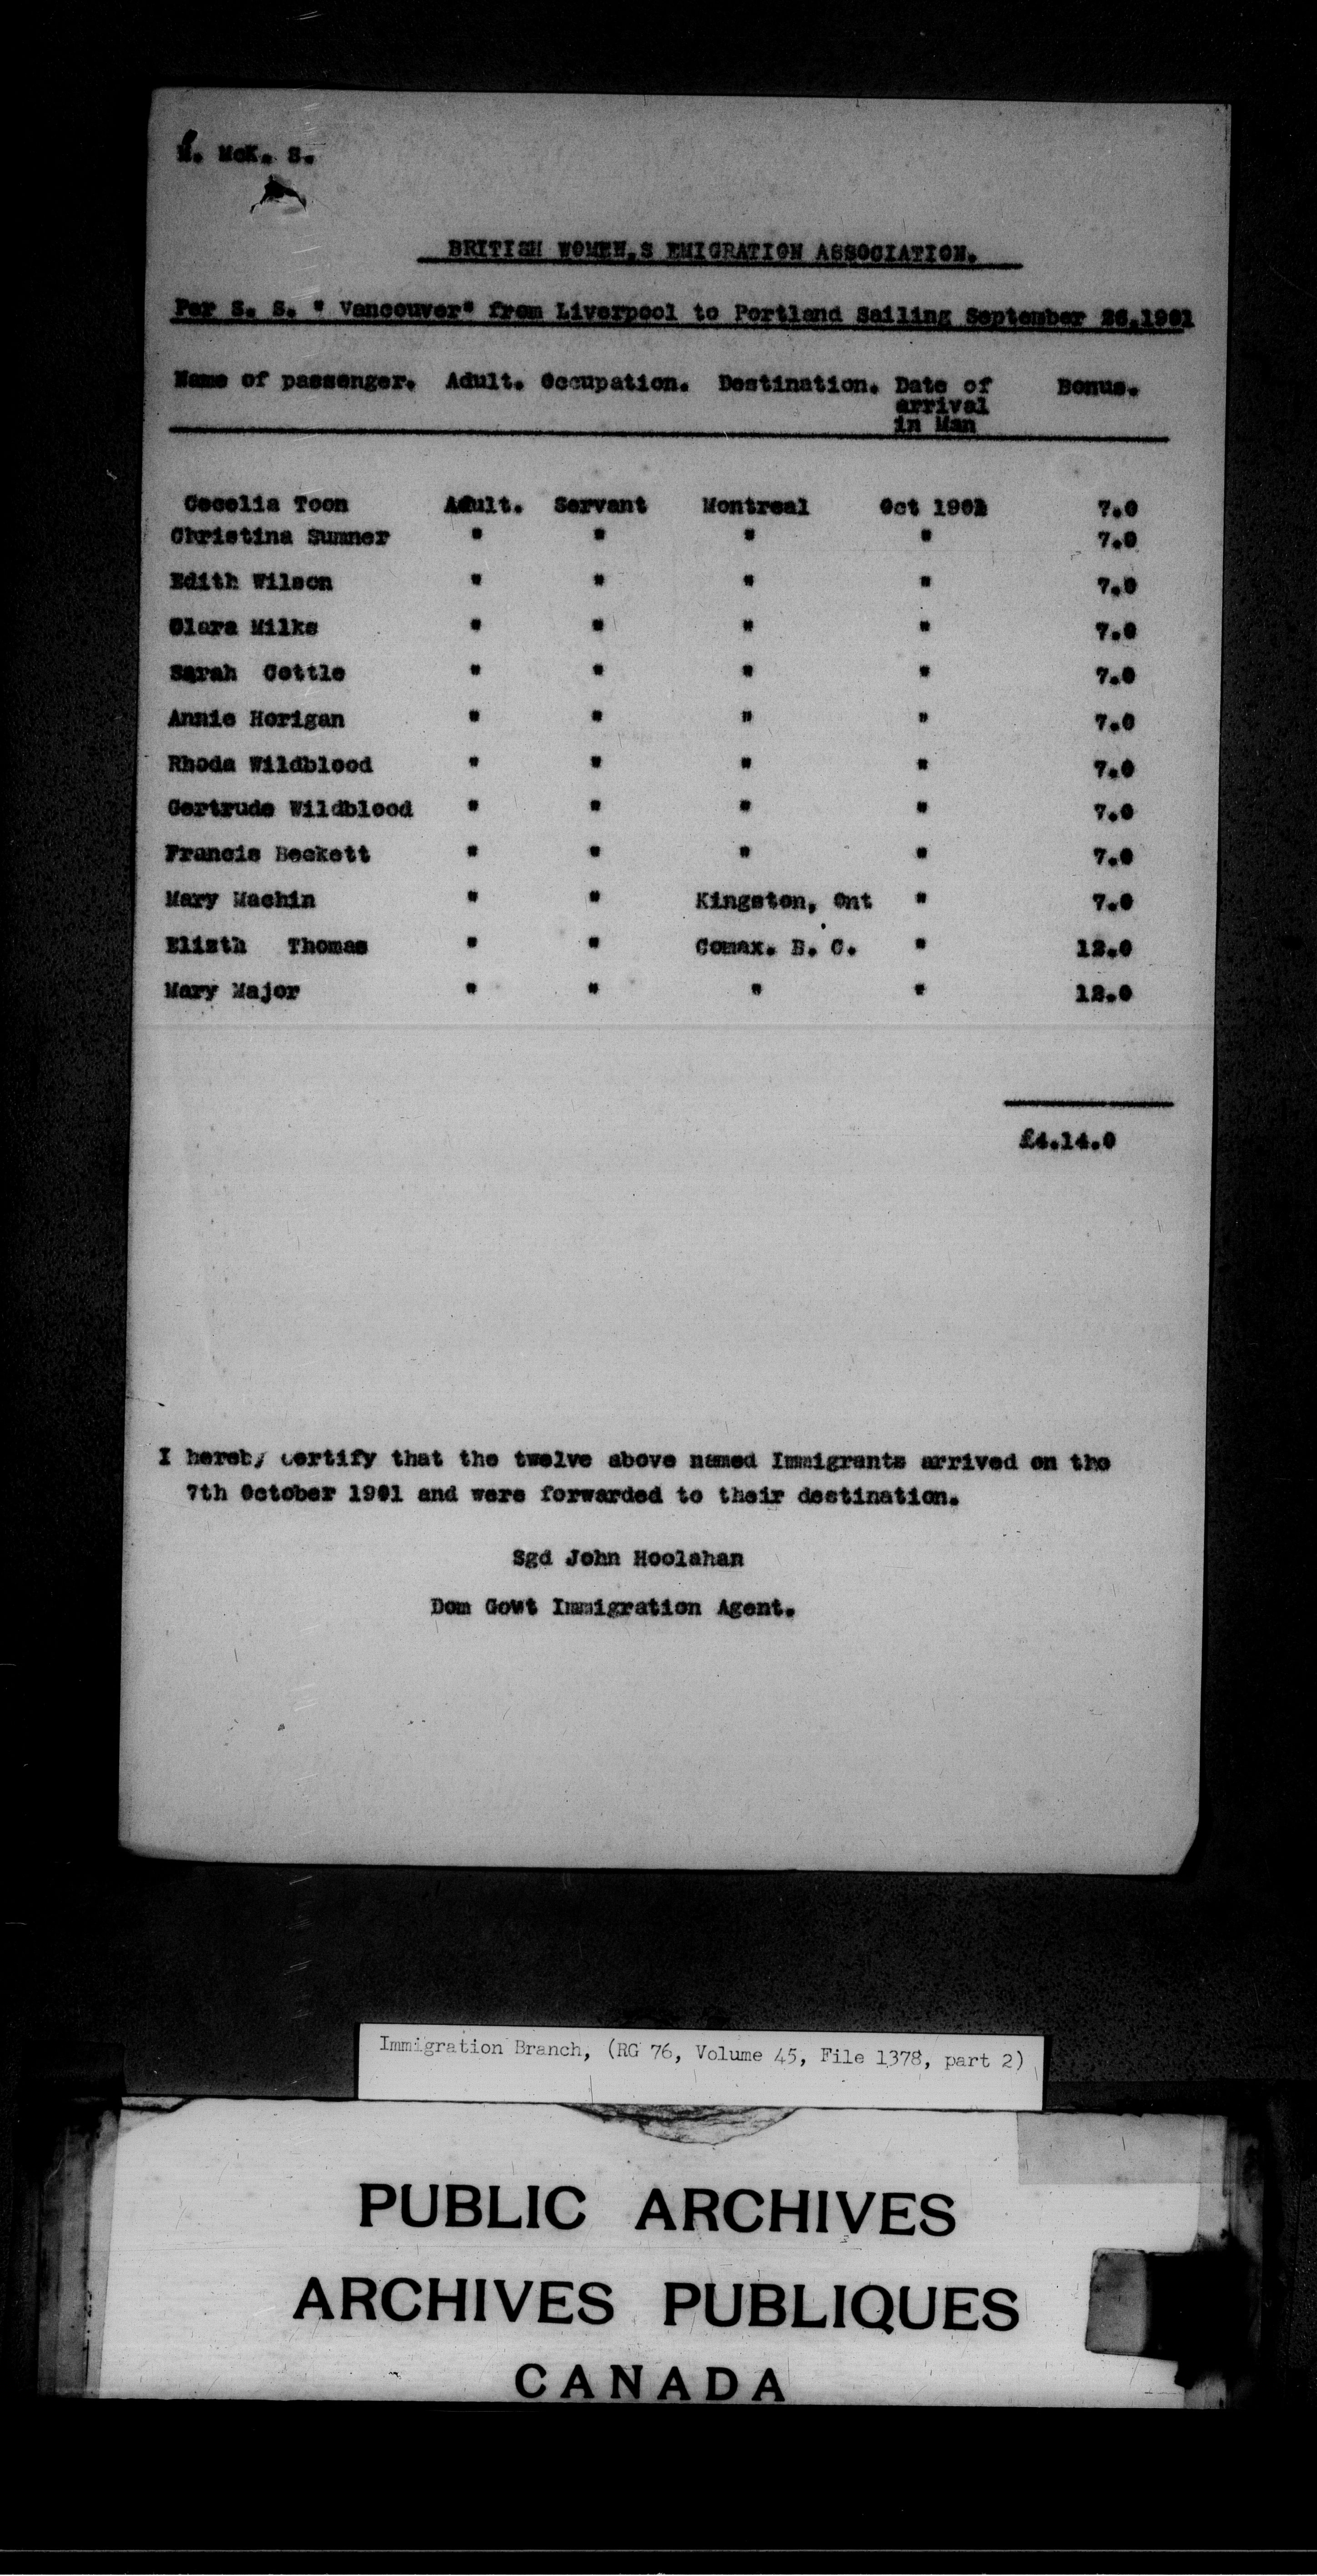 M. McK. S.
BRITISH WOMEN,S EMIGRATION ASSOCIATION.
Per S. S. " Vancouver" from Liverpool to Portland Sailing September 26,1901
Name of passenger. Adult. Occupation. Destination. Date of arrival in Man Bonus.
Cecelia Toon Adult. Servant Montreal Oct 1901 7.0
Christina Sumner " " " " 7.0
Edith Wilson " " " " 7.0
Clara Milks " " " " 7.0
Sarah Cottle " " " " 7.0
Annie Horigan " " " " 7.0
Rhoda Wildblood " " " " 7.0
Gertrude Wildblood " " " " 7.0
Francis Beckett " " " " 7.0
Mary Machin " " Kingston, Ont " 7.0
Elizth Thomas " " Comax. B. C. " 12.0
Mary Major " " " " 12.0
£4.14.0
I hereby certify that the twelve above named Immigrants arrived on the
7th October 1901 and were forwarded to their destination.
Sgd John Hoolahan
Dom Govt Immigration Agent.
Immigration Branch, (RG 76, Volume 45, File 1378, part 2)
PUBLIC ARCHIVES
ARCHIVES PUBLIQUES
CANADA